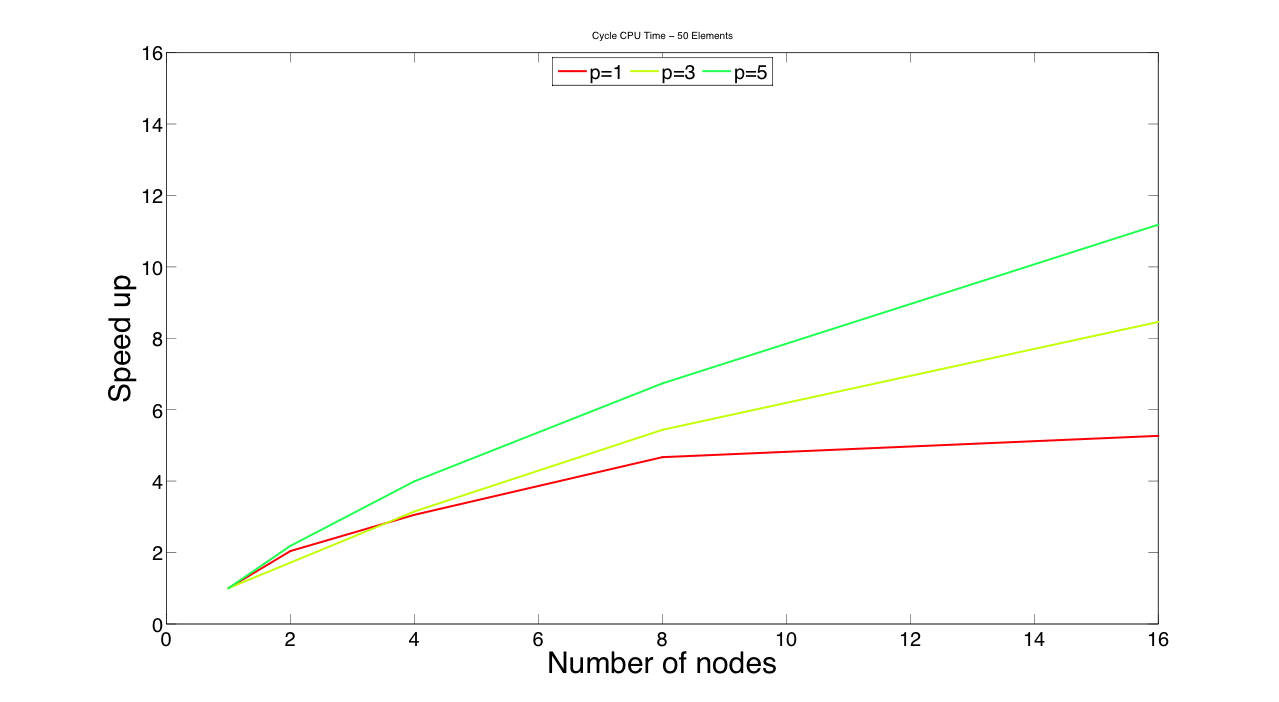 Cycle CPU Time – 50 Elements
p=1 p=3 p=5
16
14
12
10
8
6
4
2
0
Speed up
0 2 4 6 8 10 12 14 16
Number of nodes